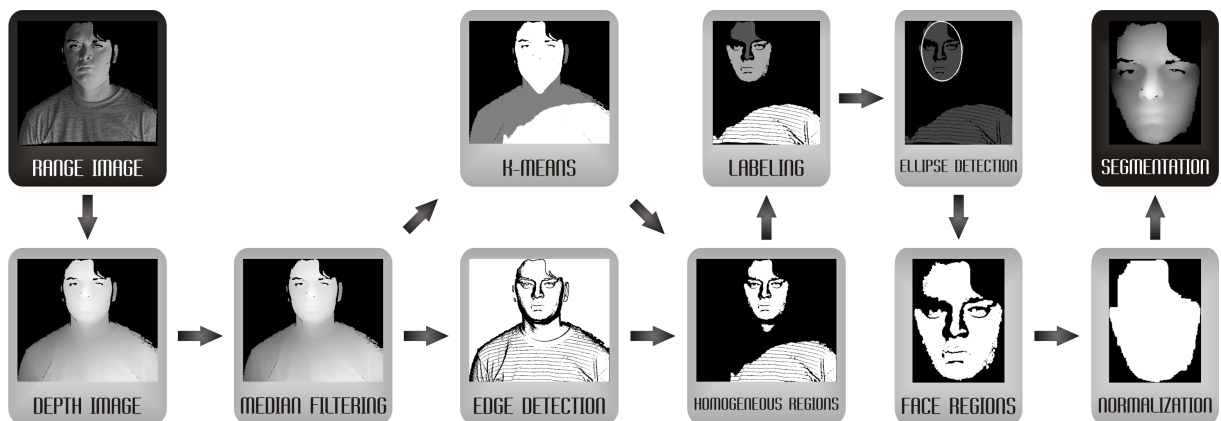 RANGE IMAGE
K-MEANS
LABELING
ELLIPSE DETECTION
SEGMENTATION
DEPTH IMAGE
MEDIAN FILTERING
EDGE DETECTION
HOMOGENEOUS REGIONS
FACE REGIONS
NORMALIZATION